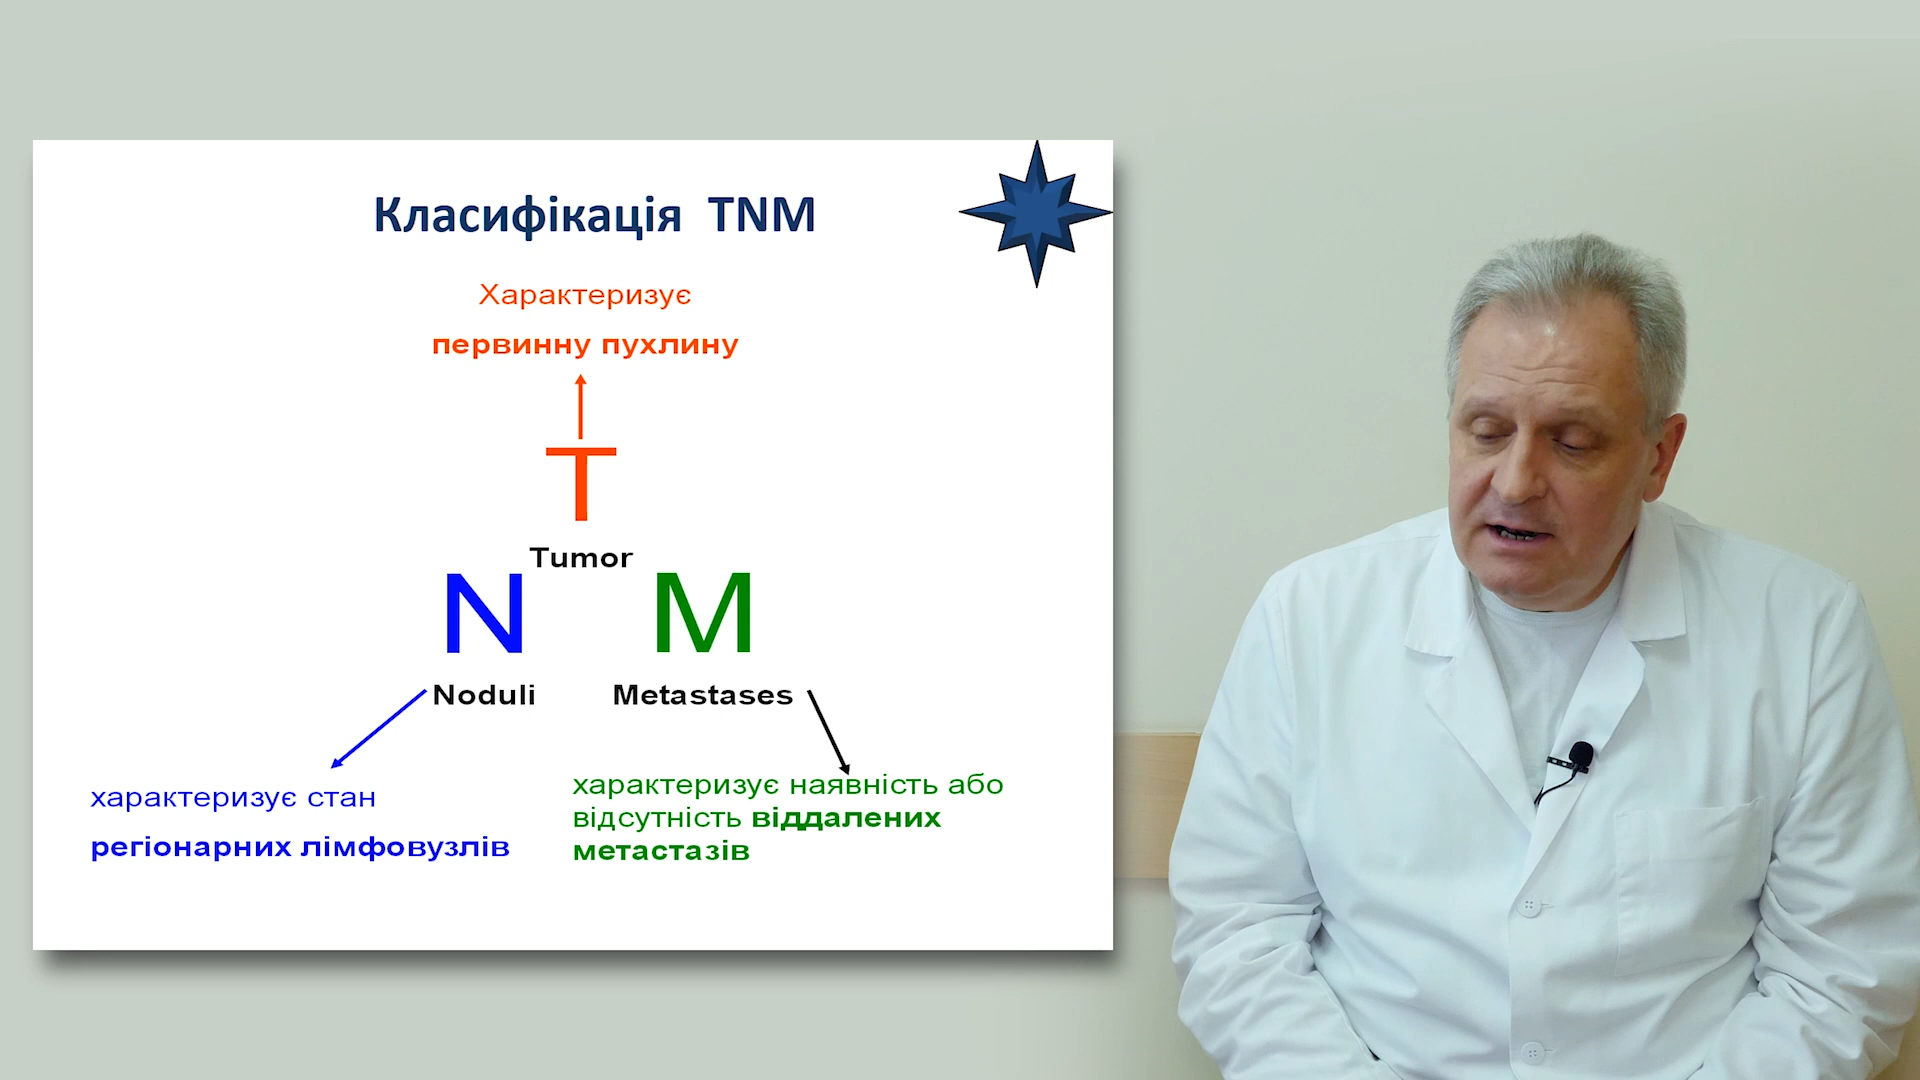 Класифікація TNM
Характеризує
первинну пухлину
T
Tumor
N M
Noduli Metastases
характеризує стан
регіонарних лімфовузлів
характеризує наявність або
відсутність віддалених
метастазів